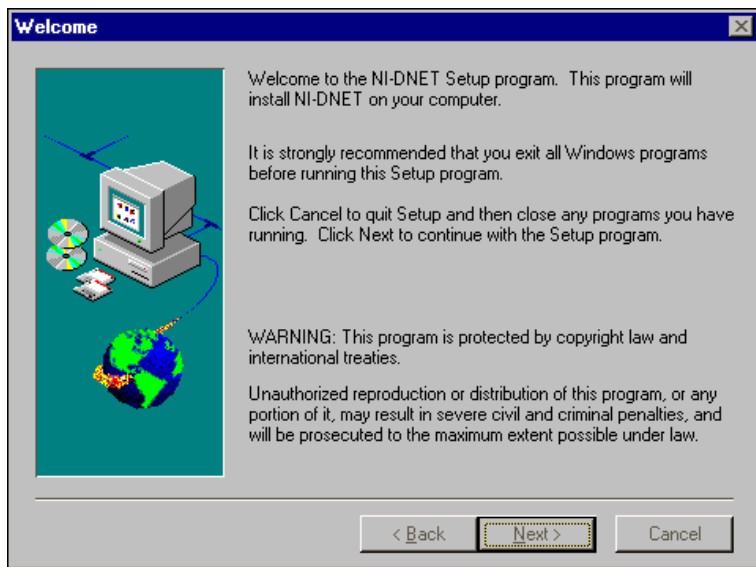 Welcome
Welcome to the NI-DNET Setup program. This program will
install NI-DNET on your computer.
It is strongly recommended that you exit all Windows programs
before running this Setup program.
Click Cancel to quit Setup and then close any programs you have
running. Click Next to continue with the Setup program.
WARNING: This program is protected by copyright law and
international treaties.
Unauthorized reproduction or distribution of this program, or any
portion of it, may result in severe civil and criminal penalties, and
will be prosecuted to the maximum extent possible under law.
< Back
Next >
Cancel